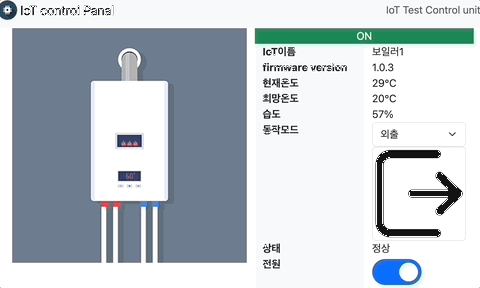 IoT control Panel
IoT Test Control unit
ON
IoT이름 보일러1
firmware version 1.0.3
현재온도 29°C
희망온도 20°C
습도 57%
동작모드 외출
상태 정상
전원